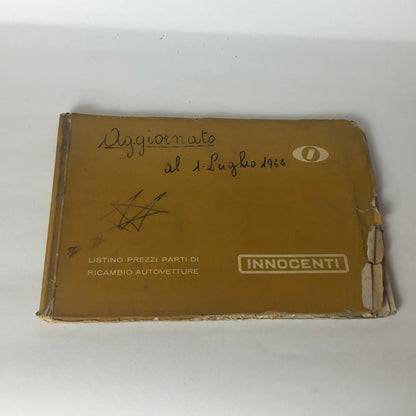 Aggiornato
al 1-Luglio 1966
LISTINO PREZZI PARTI DI
RICAMBIO AUTOVETTURE
INNOCENTI